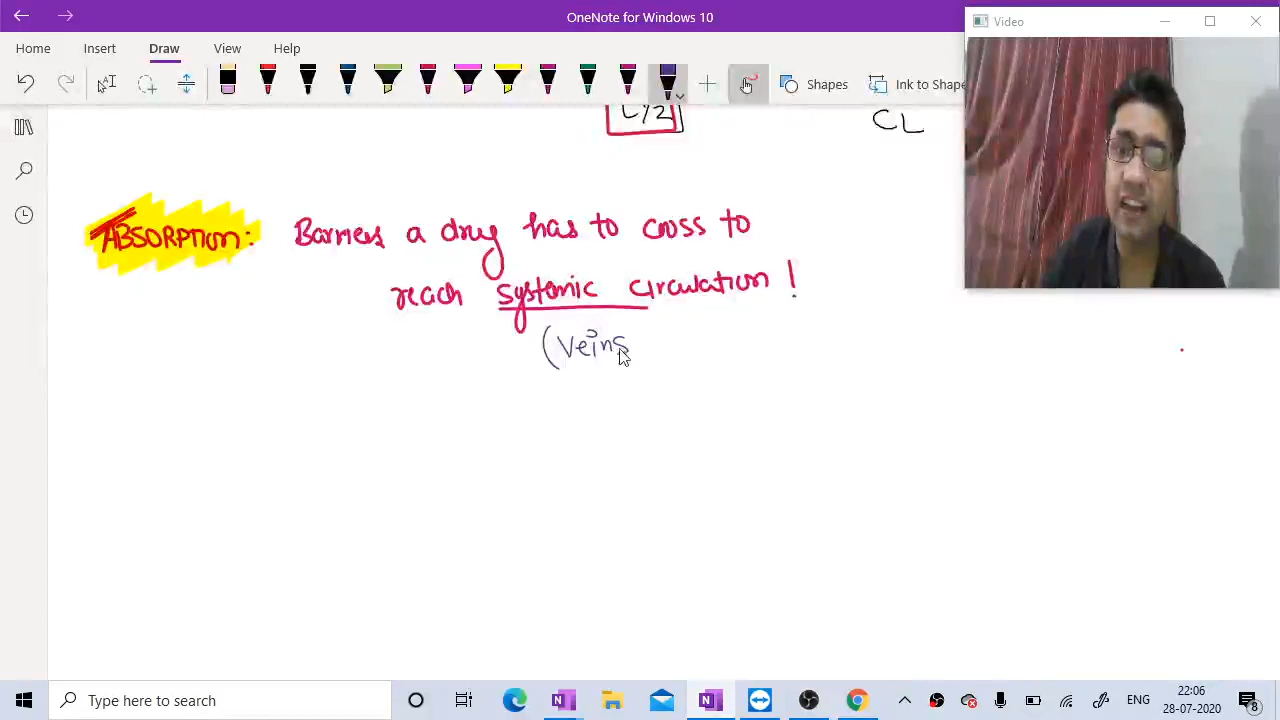 OneNote for Windows 10
Video
Home Insert Draw View Help
Shapes
Ink to Shape
CL
ABSORPTION: Barriers a drug has to cross to
reach systemic circulation !
(Veins
Type here to search
ENG
22:06
28-07-2020
8